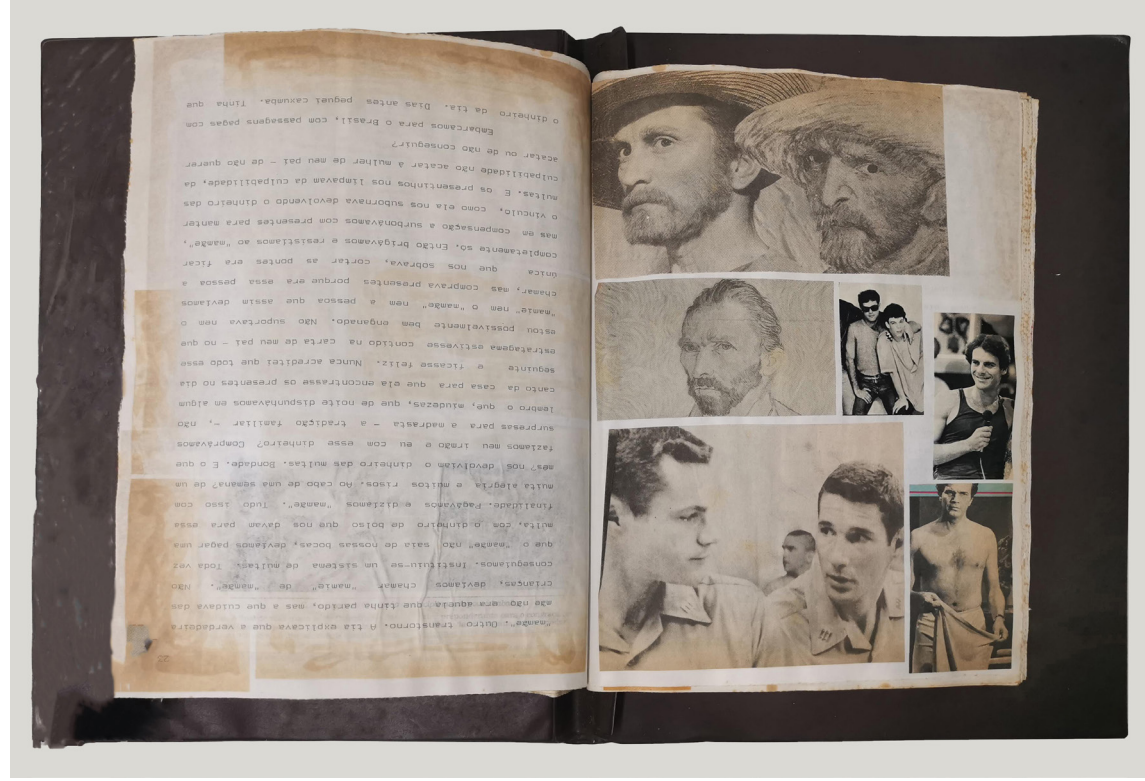 "mamãe". Outro transtorno. A tia explicava que a verdadeira
mãe não era aquela que tinha parido, mas a que cuidava das
crianças, devíamos chamar "mamie" de "mamãe". Não
conseguíamos. Instituiu-se um sistema de multas. Toda vez
que o "mamãe" não saía de nossas bocas, devíamos pagar uma
multa, com o dinheiro de bolso que nos davam para essa
finalidade. Pagávamos e dizíamos "mamãe". Tudo isso com
muita alegria e muitos risos. Ao cabo de uma semana? de um
mês? nos devolviam o dinheiro das multas. Bondade. E o que
fazíamos meu irmão e eu com esse dinheiro? Comprávamos
surpresas para a madrasta – a tradição familiar –, não
lembro o quê, miudezas, que de noite dispunhávamos em algum
canto da casa para que ela encontrasse os presentes no dia
seguinte e ficasse feliz. Nunca acreditei que todo esse
estratagema estivesse contido na carta de meu pai – no que
estou possivelmente bem enganado. Não suportava nem o
"mamie" nem o "mamãe" nem a pessoa que assim devíamos
chamar, mas comprava presentes porque era essa pessoa a
única que nos sobrava, cortar as pontes era ficar
completamente só. Então brigávamos e resistíamos ao "mamãe",
mas em compensação a surbonávamos com presentes para manter
o vínculo, como ela nos subornava devolvendo o dinheiro das
multas. E os presentinhos nos limpavam da culpabilidade, da
culpabilidade não acatar à mulher de meu pai – de não querer
acatar ou de não conseguir?
Embarcamos para o Brasil, com passagens pagas com
o dinheiro da tia. Dias antes peguei caxumba. Tinha que